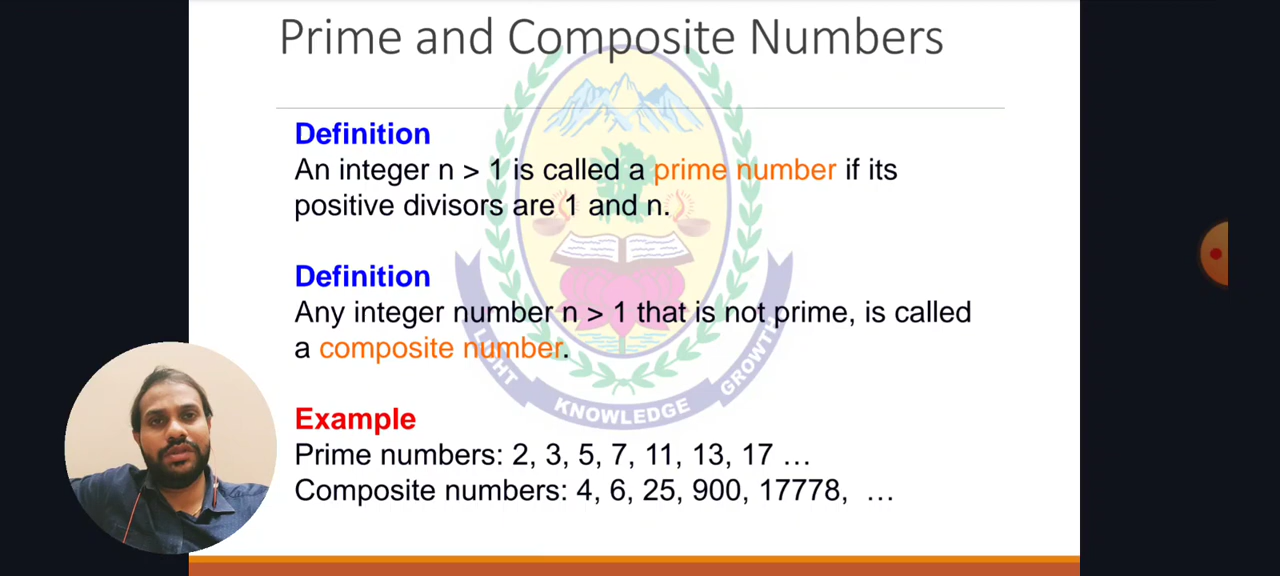 Prime and Composite Numbers
Definition
An integer n > 1 is called a prime number if its
positive divisors are 1 and n.
Definition
Any integer number n > 1 that is not prime, is called
a composite number.
Example
Prime numbers: 2, 3, 5, 7, 11, 13, 17 ...
Composite numbers: 4, 6, 25, 900, 17778, ...
LIGHT
KNOWLEDGE
GROWTH